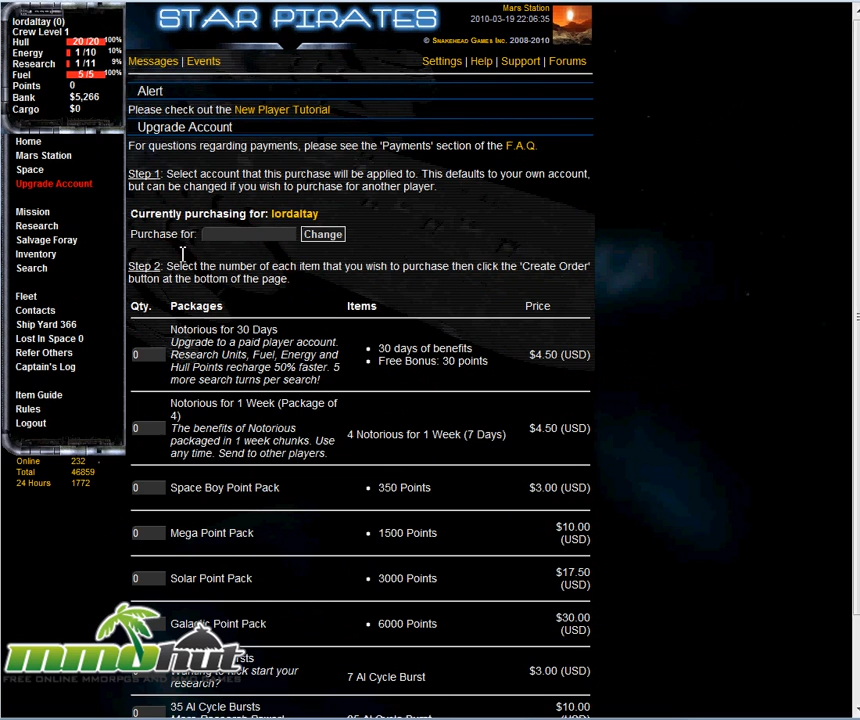 lordaltay (0)
Crew Level 1
Hull 20 / 20 100%
Energy 1 / 10 10%
Research 1 / 11 9%
Fuel 5 / 5 100%
Points 0
Bank $5,266
Cargo $0
Home
Mars Station
Space
Upgrade Account
Mission
Research
Salvage Foray
Inventory
Search
Fleet
Contacts
Ship Yard 366
Lost In Space 0
Refer Others
Captain's Log
Item Guide
Rules
Logout
Online 232
Total 46859
24 Hours 1772
STAR PIRATES
Mars Station
2010-03-19 22:06:35
© SNAKEHEAD GAMES INC. 2008-2010
Messages | Events
Settings | Help | Support | Forums
Alert
Please check out the New Player Tutorial
Upgrade Account
For questions regarding payments, please see the 'Payments' section of the F.A.Q.
Step 1: Select account that this purchase will be applied to. This defaults to your own account,
but can be changed if you wish to purchase for another player.
Currently purchasing for: lordaltay
Purchase for: Change
Step 2: Select the number of each item that you wish to purchase then click the 'Create Order'
button at the bottom of the page.
Qty. Packages Items Price
Notorious for 30 Days
Upgrade to a paid player account.
Research Units, Fuel, Energy and
Hull Points recharge 50% faster. 5
more search turns per search!
0
• 30 days of benefits
• Free Bonus: 30 points
$4.50 (USD)
Notorious for 1 Week (Package of
4)
The benefits of Notorious
packaged in 1 week chunks. Use
any time. Send to other players.
0
4 Notorious for 1 Week (7 Days)
$4.50 (USD)
0 Space Boy Point Pack • 350 Points $3.00 (USD)
0 Mega Point Pack • 1500 Points $10.00
(USD)
0 Solar Point Pack • 3000 Points $17.50
(USD)
Galactic Point Pack • 6000 Points $30.00
(USD)
Wanting to kick start your
research?
7 AI Cycle Burst
$3.00 (USD)
0 35 AI Cycle Bursts
$10.00
mmohut
FREE ONLINE MMORPGS AND MMO GAMES